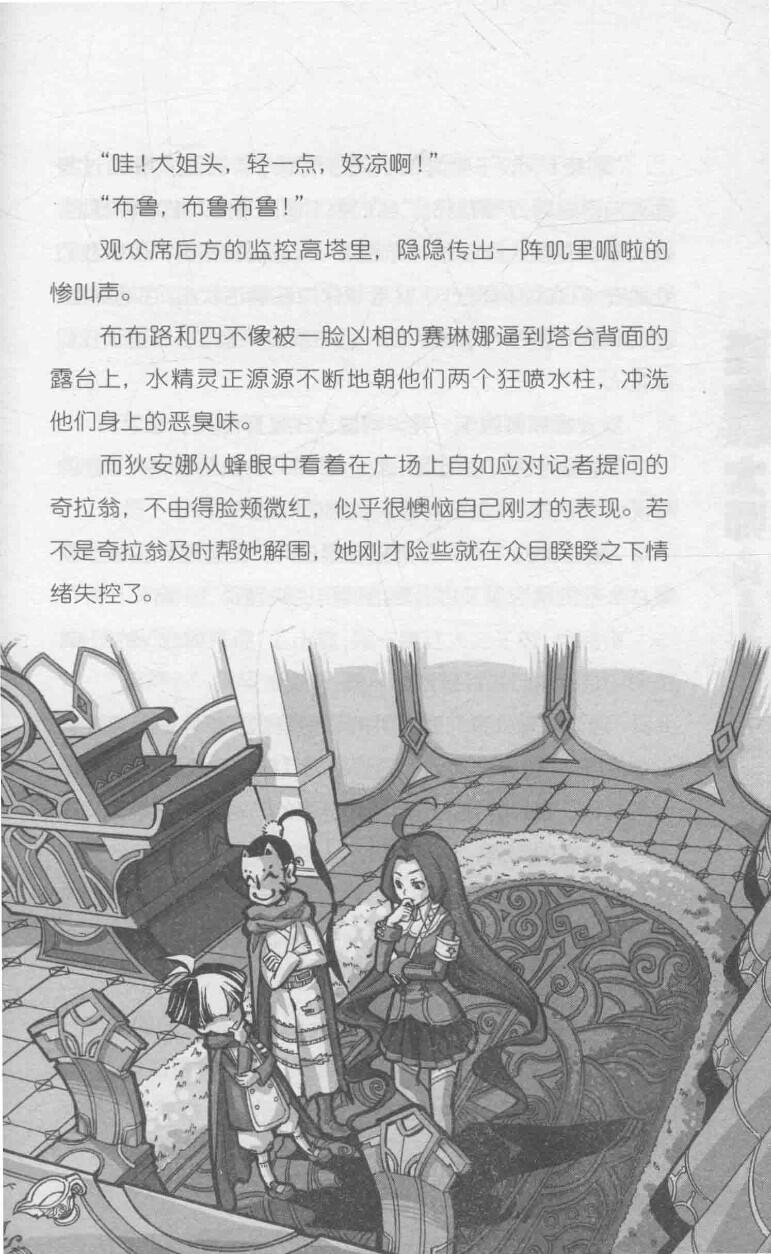 “哇！大姐头，轻一点，好凉啊！”
“布鲁，布鲁布鲁！”
观众席后方的监控高塔里，隐隐传出一阵叽里呱啦的
惨叫声。
布布路和四不像被一脸凶相的赛琳娜逼到塔台背面的
露台上，水精灵正源源不断地朝他们两个狂喷水柱，冲洗
他们身上的恶臭味。
而狄安娜从蜂眼中看着在广场上自如应对记者提问的
奇拉翁，不由得脸颊微红，似乎很懊恼自己刚才的表现。若
不是奇拉翁及时帮她解围，她刚才险些就在众目睽睽之下情
绪失控了。